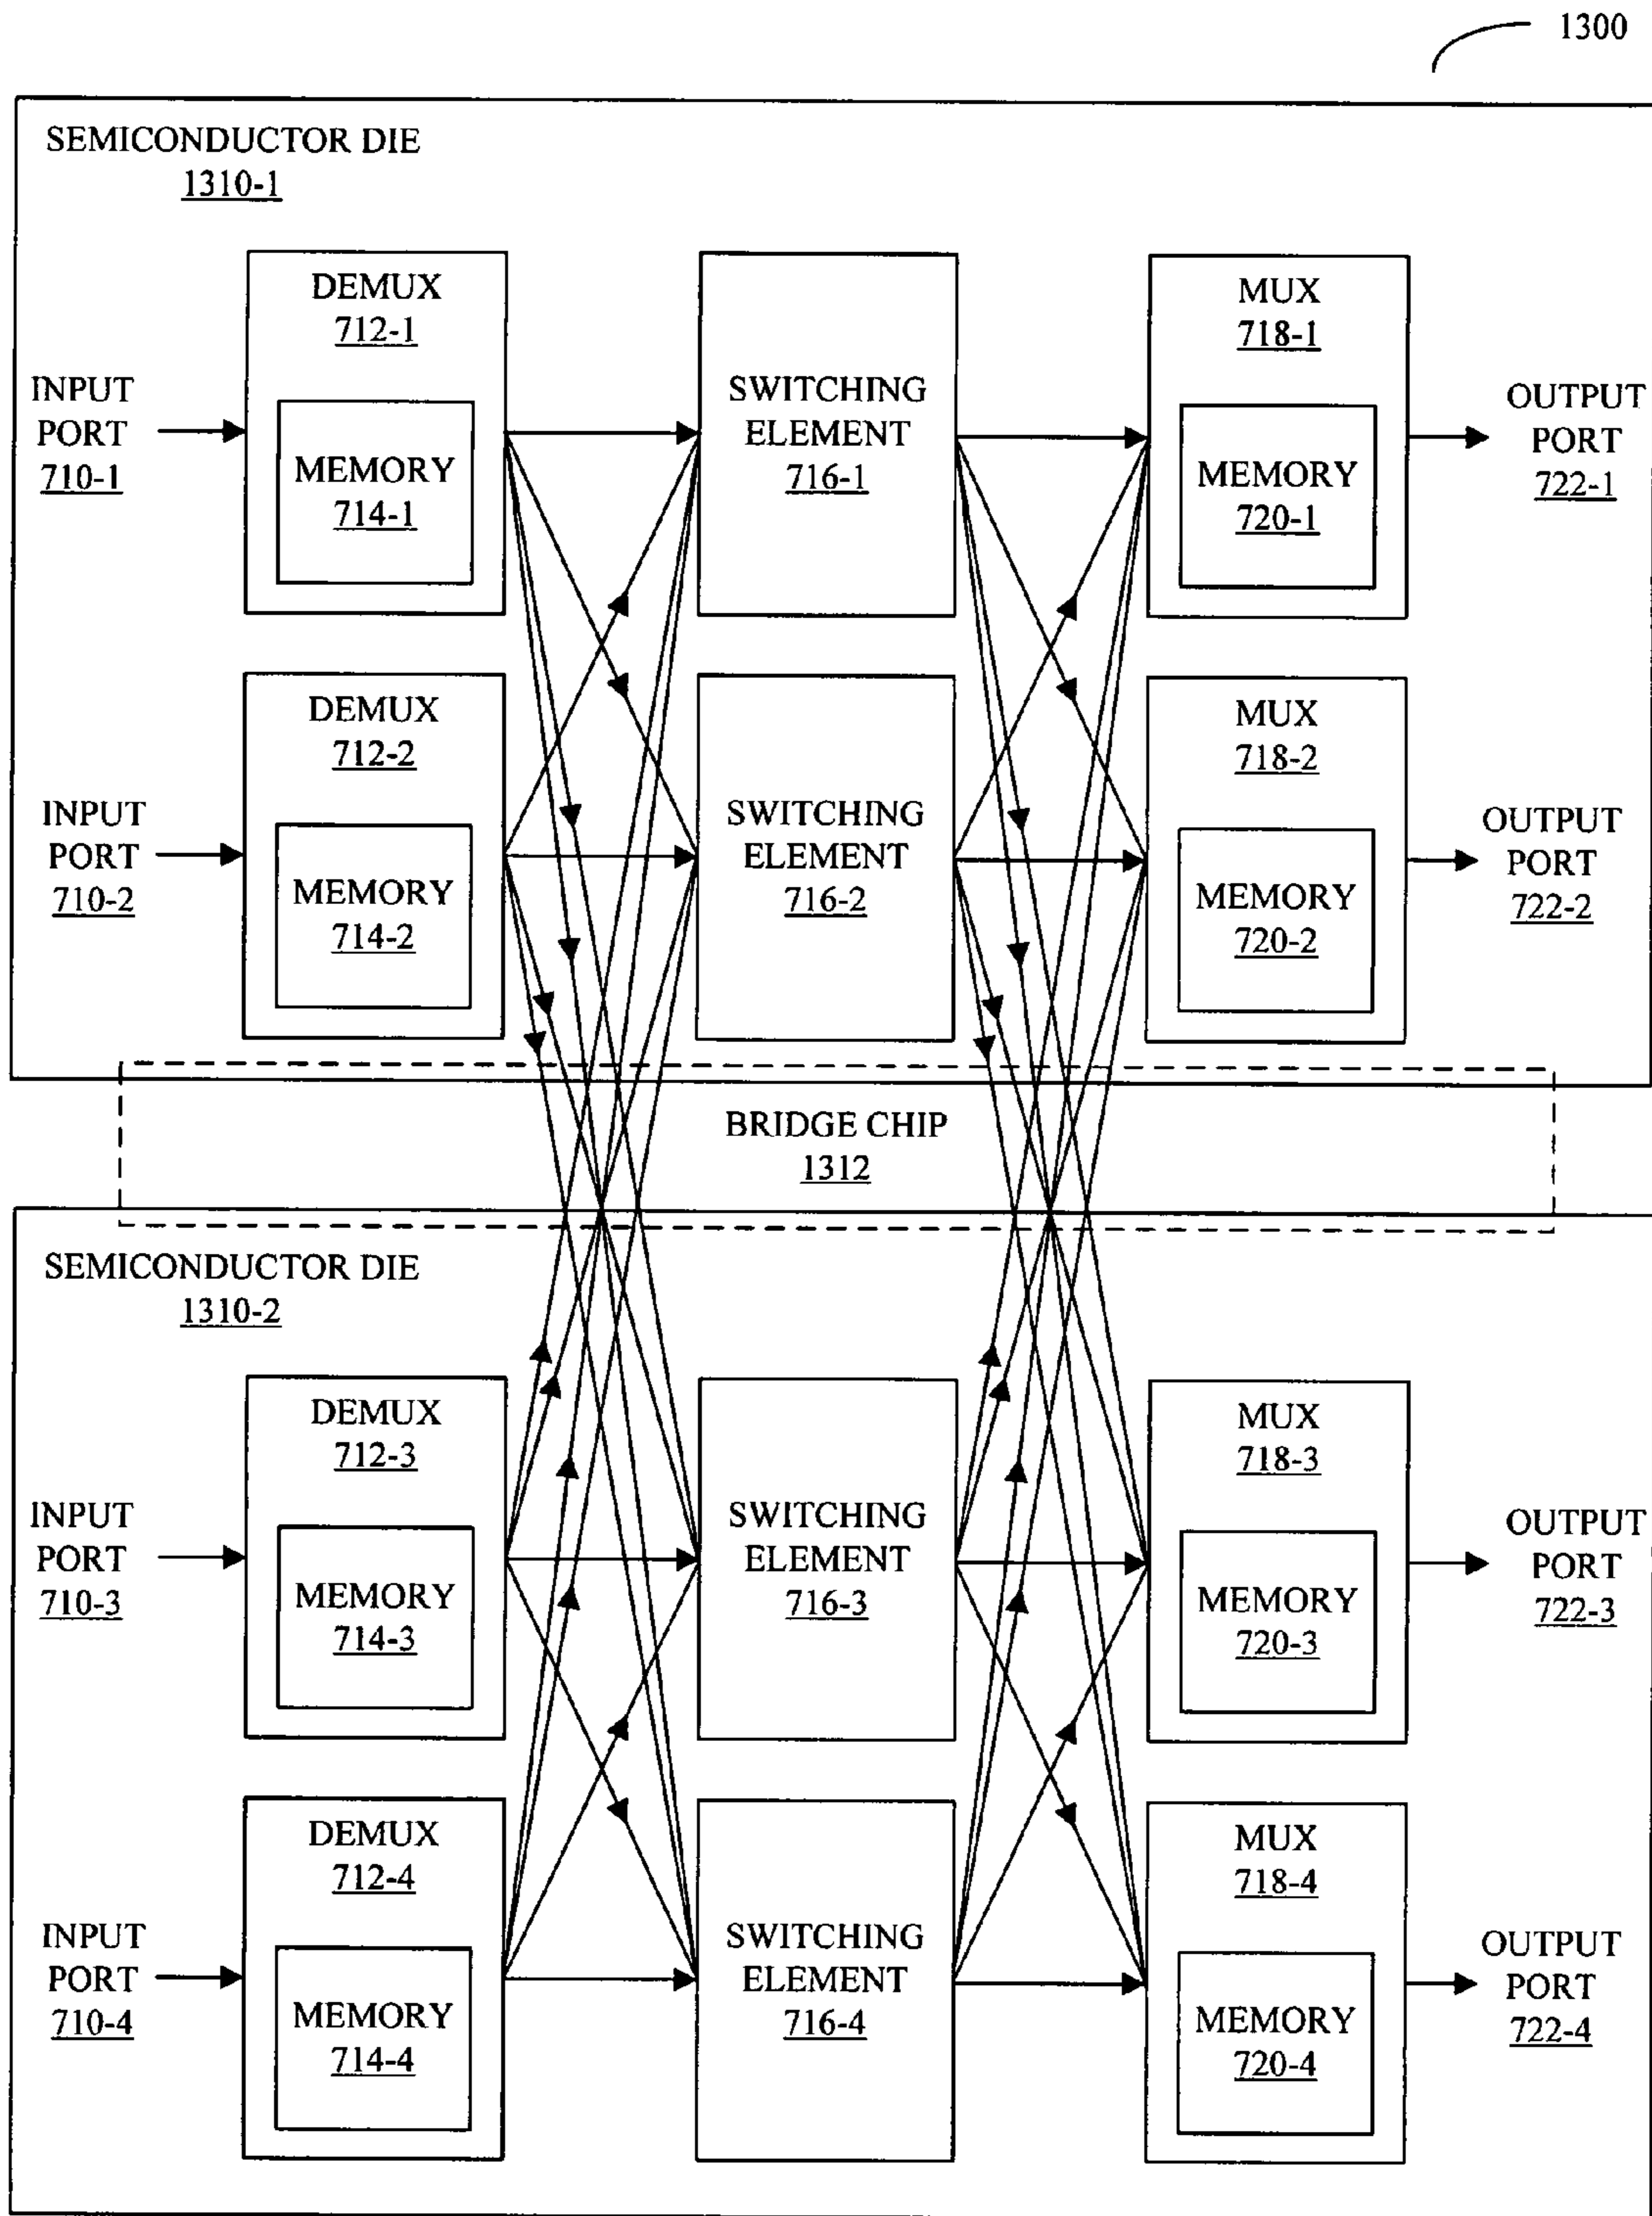 1300
SEMICONDUCTOR DIE
1310-1
DEMUX
712-1
MEMORY
714-1
INPUT
PORT
710-1
SWITCHING
ELEMENT
716-1
MUX
718-1
MEMORY
720-1
OUTPUT
PORT
722-1
DEMUX
712-2
MEMORY
714-2
INPUT
PORT
710-2
SWITCHING
ELEMENT
716-2
MUX
718-2
MEMORY
720-2
OUTPUT
PORT
722-2
BRIDGE CHIP
1312
SEMICONDUCTOR DIE
1310-2
DEMUX
712-3
MEMORY
714-3
INPUT
PORT
710-3
SWITCHING
ELEMENT
716-3
MUX
718-3
MEMORY
720-3
OUTPUT
PORT
722-3
DEMUX
712-4
MEMORY
714-4
INPUT
PORT
710-4
SWITCHING
ELEMENT
716-4
MUX
718-4
MEMORY
720-4
OUTPUT
PORT
722-4